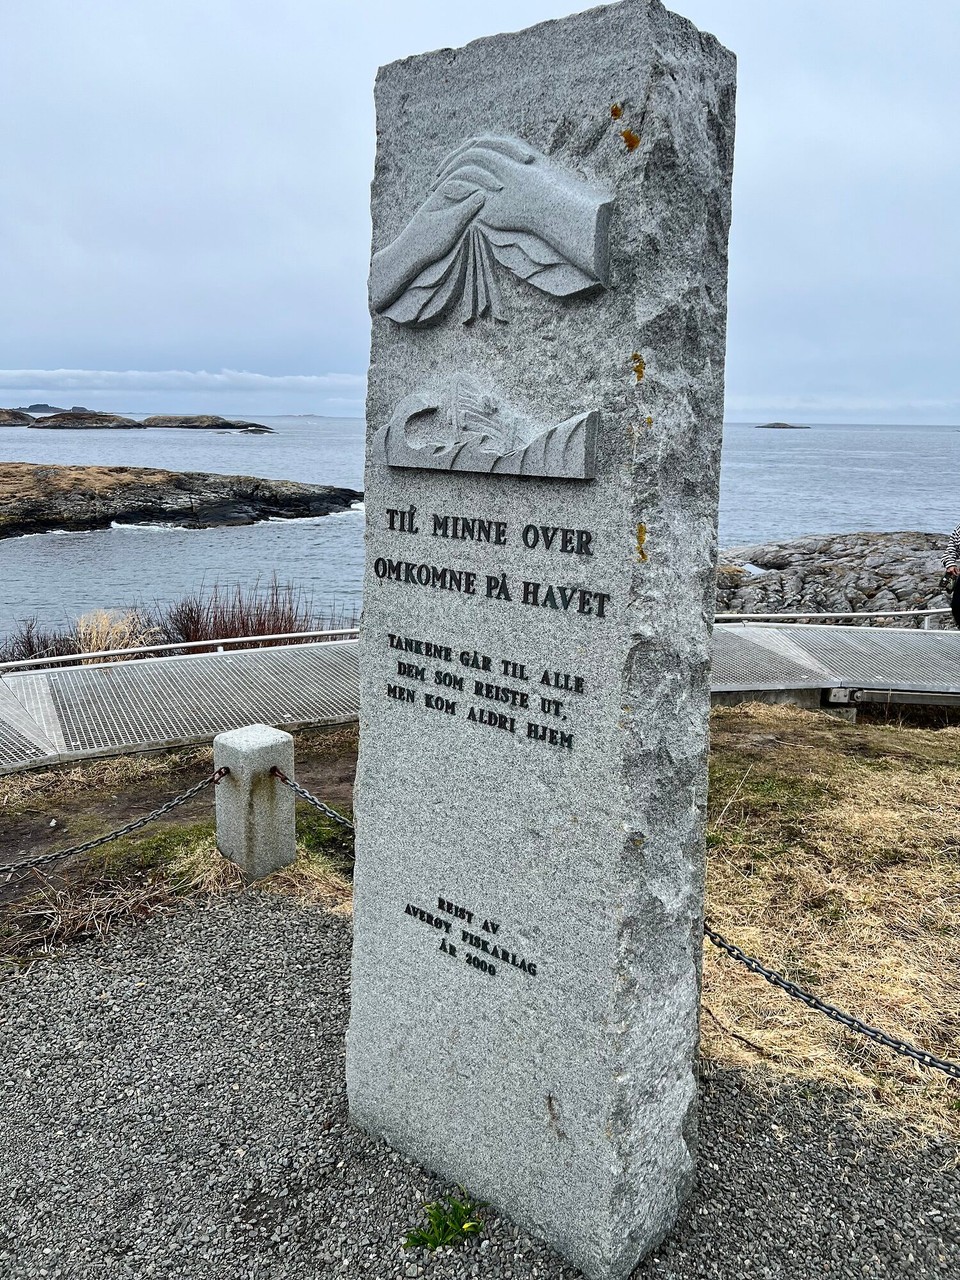 TIL MINNE OVER
OMKOMNE PÅ HAVET
TANKENE GÅR TIL ALLE
DEM SOM REISTE UT,
MEN KOM ALDRI HJEM
REIST AV
AVERØY FISKARLAG
ÅR 2000